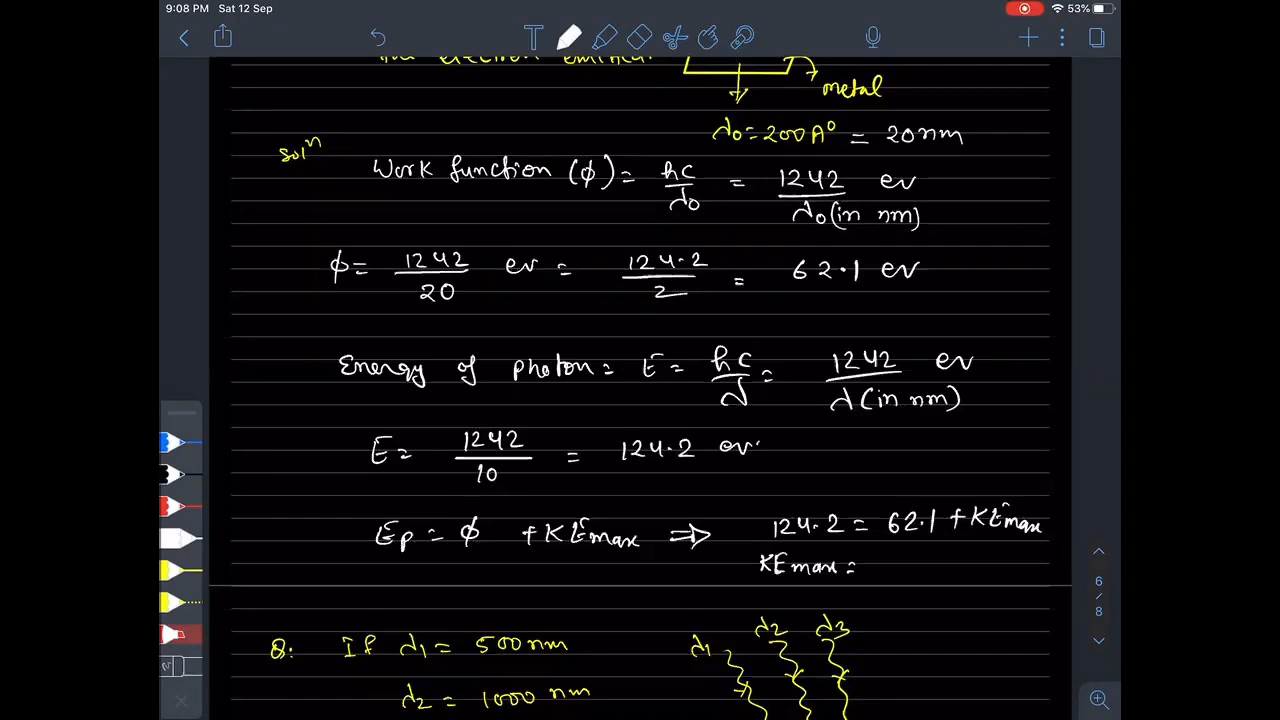 9:08 PM Sat 12 Sep 53%
T
metal
λ₀ = 200 A° = 20 nm
Solⁿ
Work function (φ) = hc/λ₀ = 1242/λ₀ (in nm) ev
φ = 1242/20 ev = 124.2/2 = 62.1 ev
Energy of photon = E = hc/λ = 1242/λ (in nm) ev
E = 1242/10 = 124.2 ev
Ep = φ + KEmax ⇒ 124.2 = 62.1 + KEmax
KEmax =
6/8
Q: If λ₁ = 500 nm
λ₁ λ₂ λ₃
λ₂ = 1000 nm